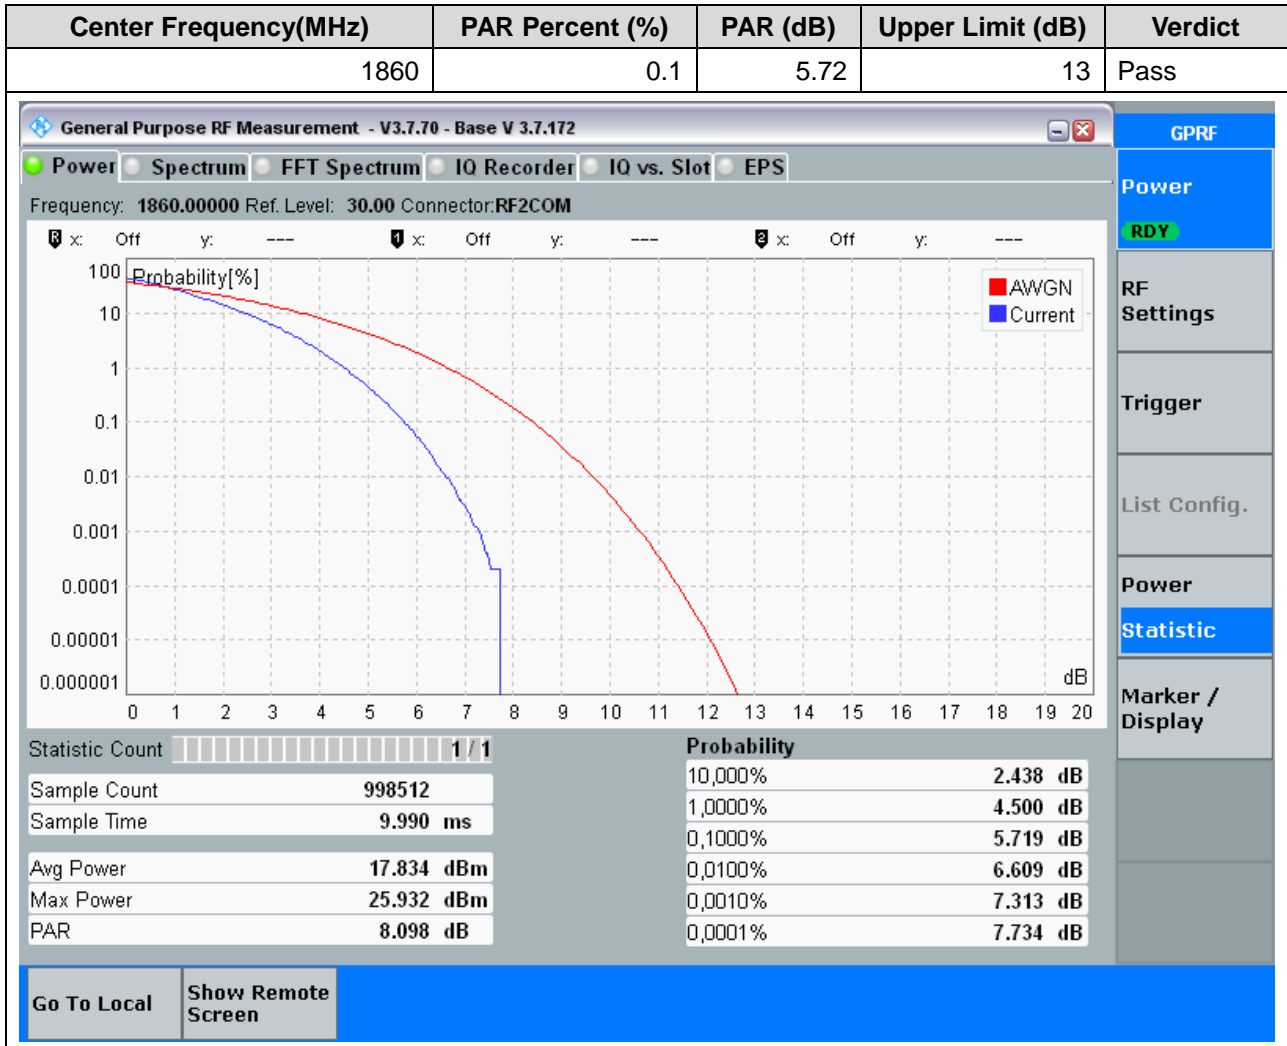 Center Frequency(MHz) PAR Percent (%) PAR (dB) Upper Limit (dB) Verdict
1860 0.1 5.72 13 Pass
General Purpose RF Measurement - V3.7.70 - Base V 3.7.172
GPRF
Power Spectrum FFT Spectrum IQ Recorder IQ vs. Slot EPS
Power
RDY
Frequency: 1860.00000 Ref. Level: 30.00 Connector:RF2COM
R x: Off y: --- 1 x: Off y: --- 2 x: Off y: ---
Probability[%]
AWGN
Current
100
10
1
0.1
0.01
0.001
0.0001
0.00001
0.000001
dB
0 1 2 3 4 5 6 7 8 9 10 11 12 13 14 15 16 17 18 19 20
RF
Settings
Trigger
List Config.
Power
Statistic
Marker /
Display
Statistic Count 1 / 1
Sample Count 998512
Sample Time 9.990 ms
Avg Power 17.834 dBm
Max Power 25.932 dBm
PAR 8.098 dB
Probability
10,000% 2.438 dB
1,0000% 4.500 dB
0,1000% 5.719 dB
0,0100% 6.609 dB
0,0010% 7.313 dB
0,0001% 7.734 dB
Go To Local
Show Remote
Screen